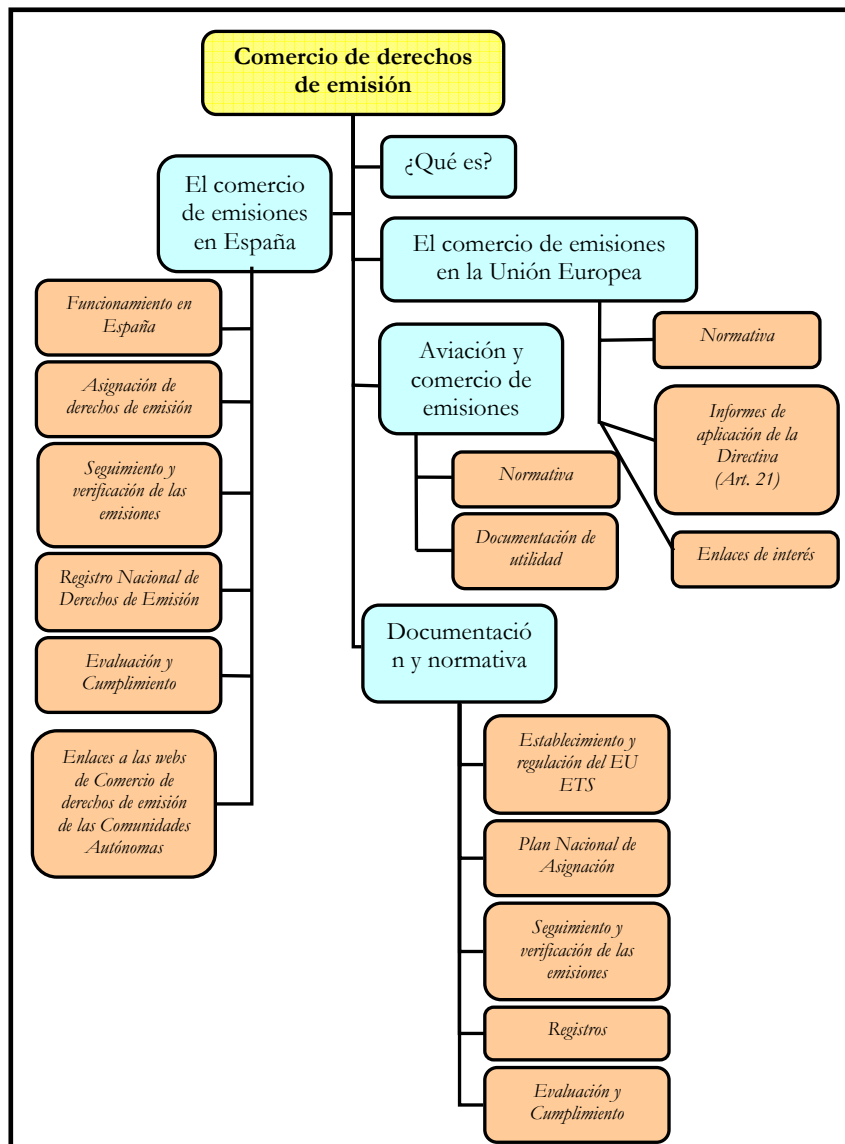 Comercio de derechos
de emisión
¿Qué es?
El comercio
de emisiones
en España
El comercio de emisiones
en la Unión Europea
Funcionamiento en
España
Asignación de
derechos de emisión
Seguimiento y
verificación de las
emisiones
Registro Nacional de
Derechos de Emisión
Evaluación y
Cumplimiento
Enlaces a las webs
de Comercio de
derechos de emisión
de las Comunidades
Autónomas
Normativa
Informes de
aplicación de la
Directiva
(Art. 21)
Enlaces de interés
Aviación y
comercio de
emisiones
Normativa
Documentación de
utilidad
Documentació
n y normativa
Establecimiento y
regulación del EU
ETS
Plan Nacional de
Asignación
Seguimiento y
verificación de las
emisiones
Registros
Evaluación y
Cumplimiento